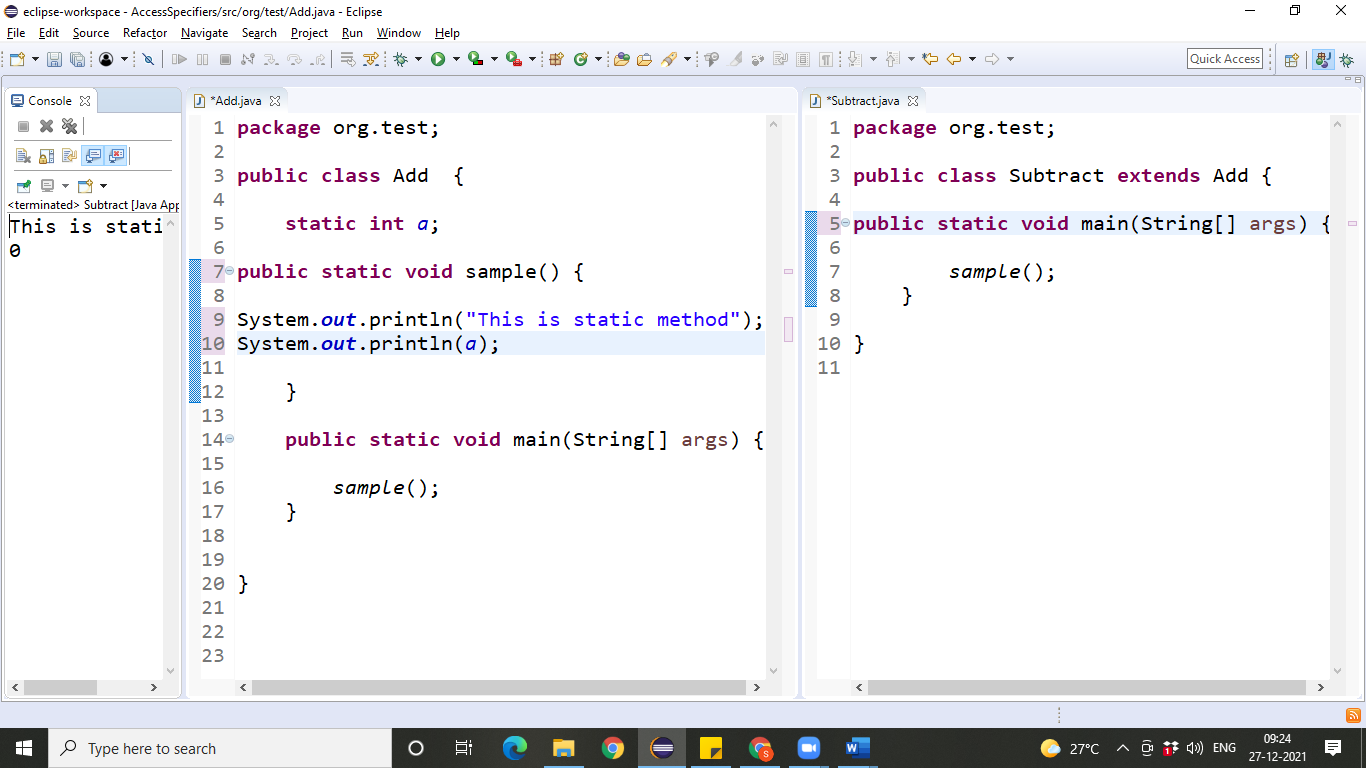 eclipse-workspace - AccessSpecifiers/src/org/test/Add.java - Eclipse
File Edit Source Refactor Navigate Search Project Run Window Help
Quick Access
Console
<terminated> Subtract [Java App
This is stati
0
*Add.java
1 package org.test;
2
3 public class Add  {
4
5     static int a;
6
7 public static void sample() {
8
9 System.out.println("This is static method");
10 System.out.println(a);
11
12     }
13
14     public static void main(String[] args) {
15
16         sample();
17     }
18
19
20 }
21
22
23
*Subtract.java
1 package org.test;
2
3 public class Subtract extends Add {
4
5 public static void main(String[] args) {
6
7         sample();
8     }
9
10 }
11
Type here to search
S
W
27°C
1
ENG
09:24
27-12-2021